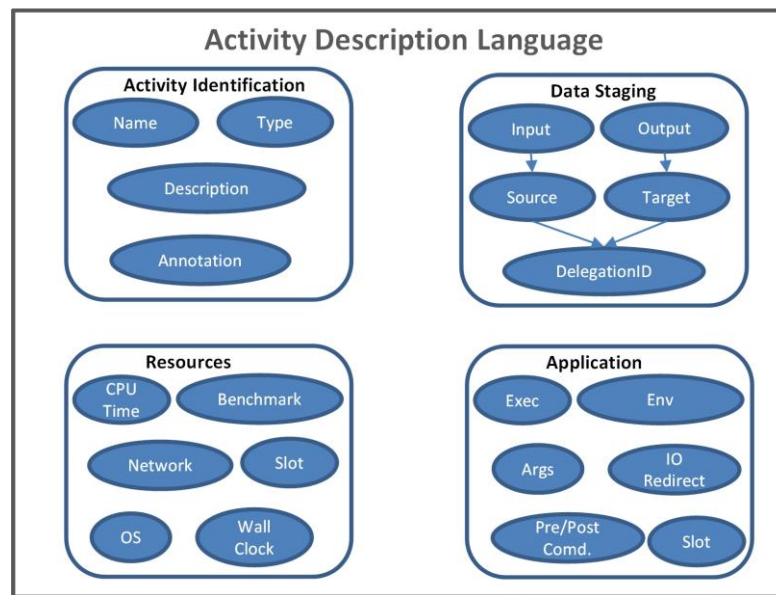 Activity Description Language
Activity Identification
Name
Type
Description
Annotation
Data Staging
Input
Output
Source
Target
DelegationID
Resources
CPU
Time
Benchmark
Network
Slot
OS
Wall
Clock
Application
Exec
Env
Args
IO
Redirect
Pre/Post
Comd.
Slot